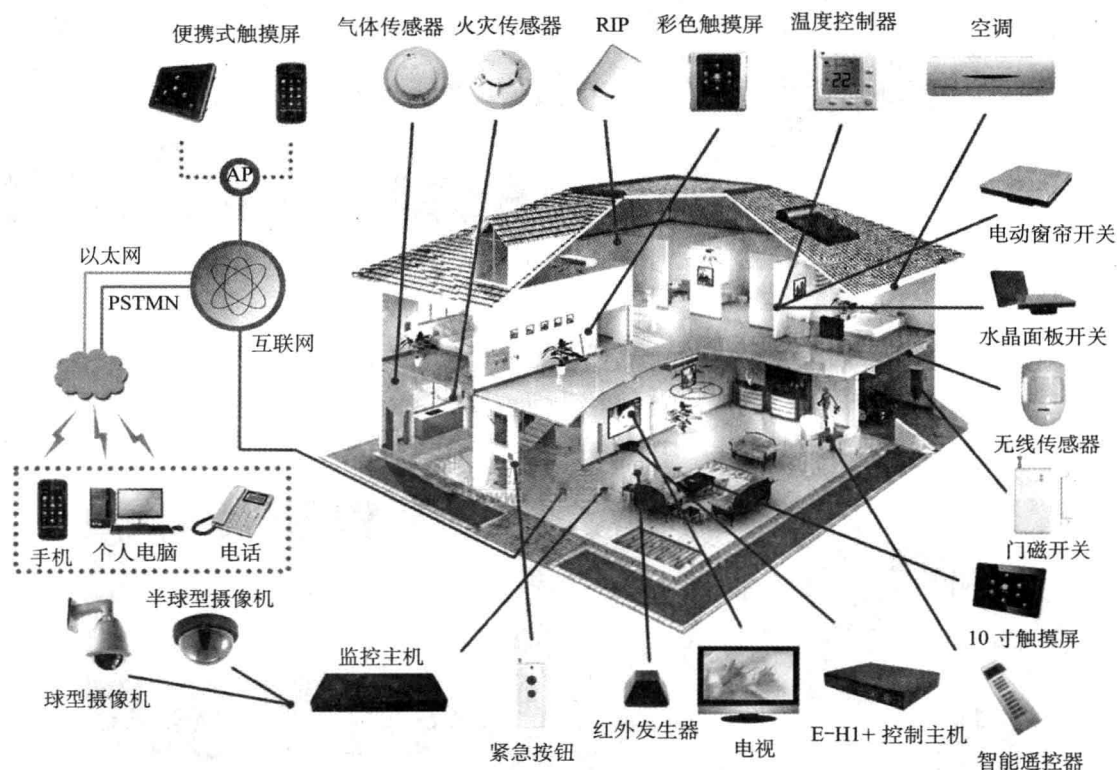 便携式触摸屏
气体传感器
火灾传感器
RIP
彩色触摸屏
温度控制器
空调
22
AP
电动窗帘开关
以太网
PSTMN
互联网
水晶面板开关
无线传感器
手机
个人电脑
电话
门磁开关
半球型摄像机
10寸触摸屏
球型摄像机
监控主机
紧急按钮
红外发生器
电视
E-H1+ 控制主机
智能遥控器